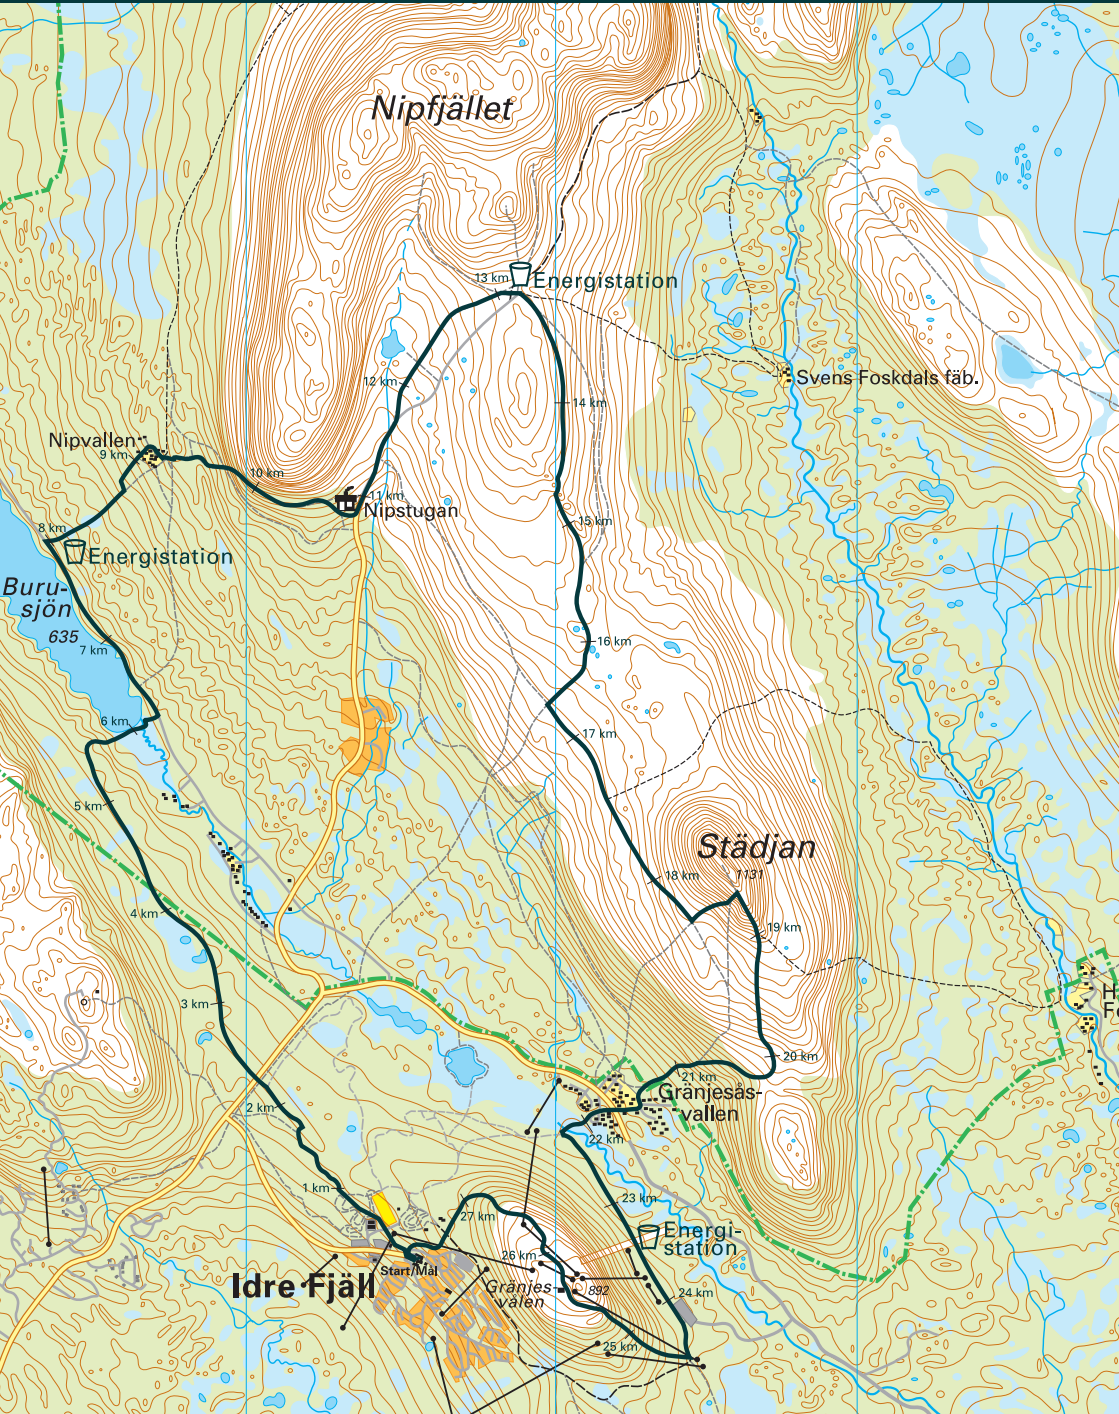 Nipfjället
13 km
Energistation
Svens Foskdals fäb.
12 km
14 km
Nipvallen
9 km
10 km
11 km
Nipstugan
15 km
8 km
Energistation
Buru-
sjön
635
7 km
16 km
6 km
17 km
5 km
Städjan
1131
18 km
4 km
19 km
3 km
H
Fo
20 km
21 km
Gränjesås-
vallen
2 km
22 km
1 km
23 km
27 km
Energi-
station
26 km
Start/Mål
Idre Fjäll
Gränjes-
vålen
892
24 km
25 km